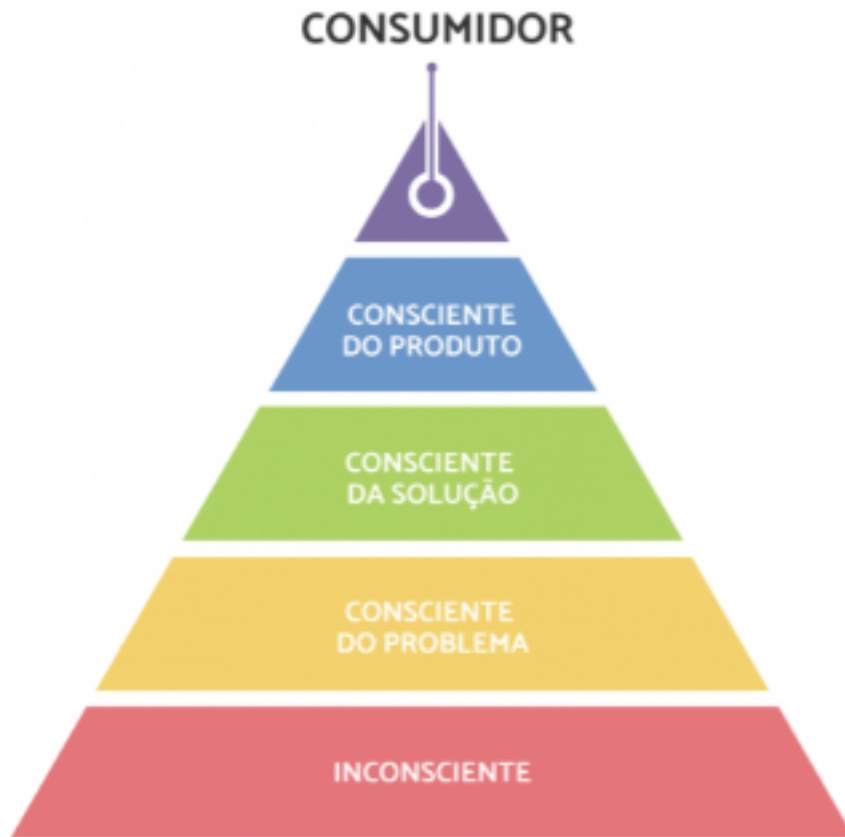 CONSUMIDOR
CONSCIENTE
DO PRODUTO
CONSCIENTE
DA SOLUÇÃO
CONSCIENTE
DO PROBLEMA
INCONSCIENTE